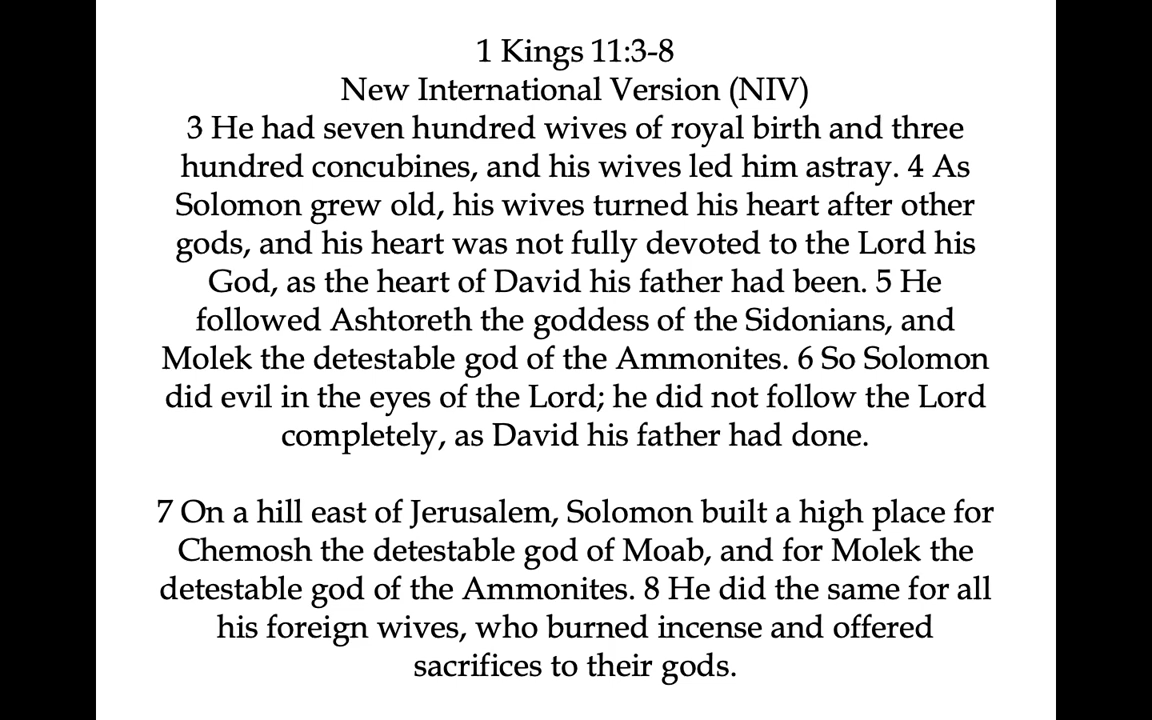 1 Kings 11:3-8
New International Version (NIV)
3 He had seven hundred wives of royal birth and three
hundred concubines, and his wives led him astray. 4 As
Solomon grew old, his wives turned his heart after other
gods, and his heart was not fully devoted to the Lord his
God, as the heart of David his father had been. 5 He
followed Ashtoreth the goddess of the Sidonians, and
Molek the detestable god of the Ammonites. 6 So Solomon
did evil in the eyes of the Lord; he did not follow the Lord
completely, as David his father had done.
7 On a hill east of Jerusalem, Solomon built a high place for
Chemosh the detestable god of Moab, and for Molek the
detestable god of the Ammonites. 8 He did the same for all
his foreign wives, who burned incense and offered
sacrifices to their gods.